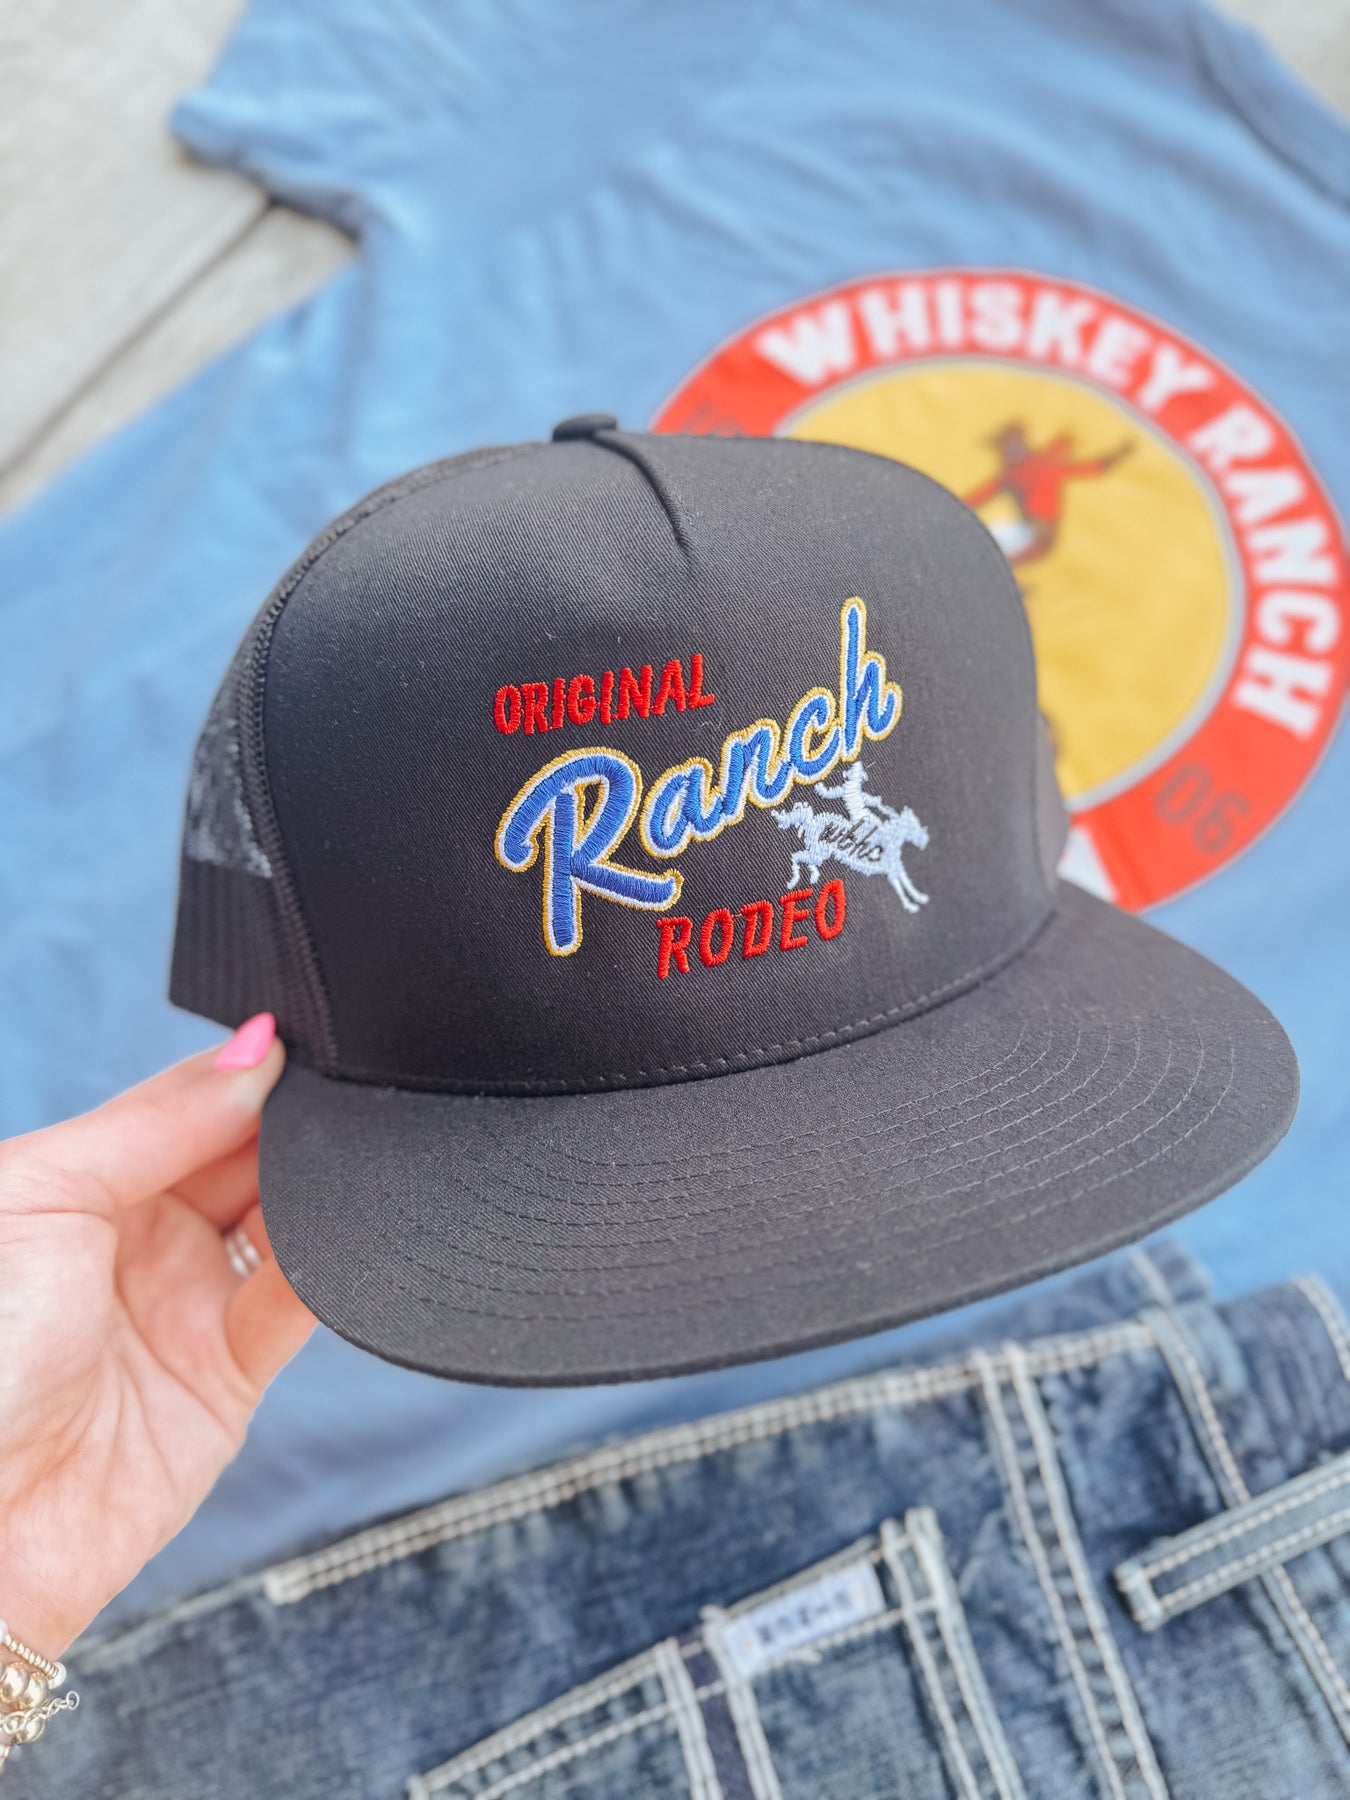 ORIGINAL
Ranch
wbhc
RODEO
WHISKEY RANCH
06